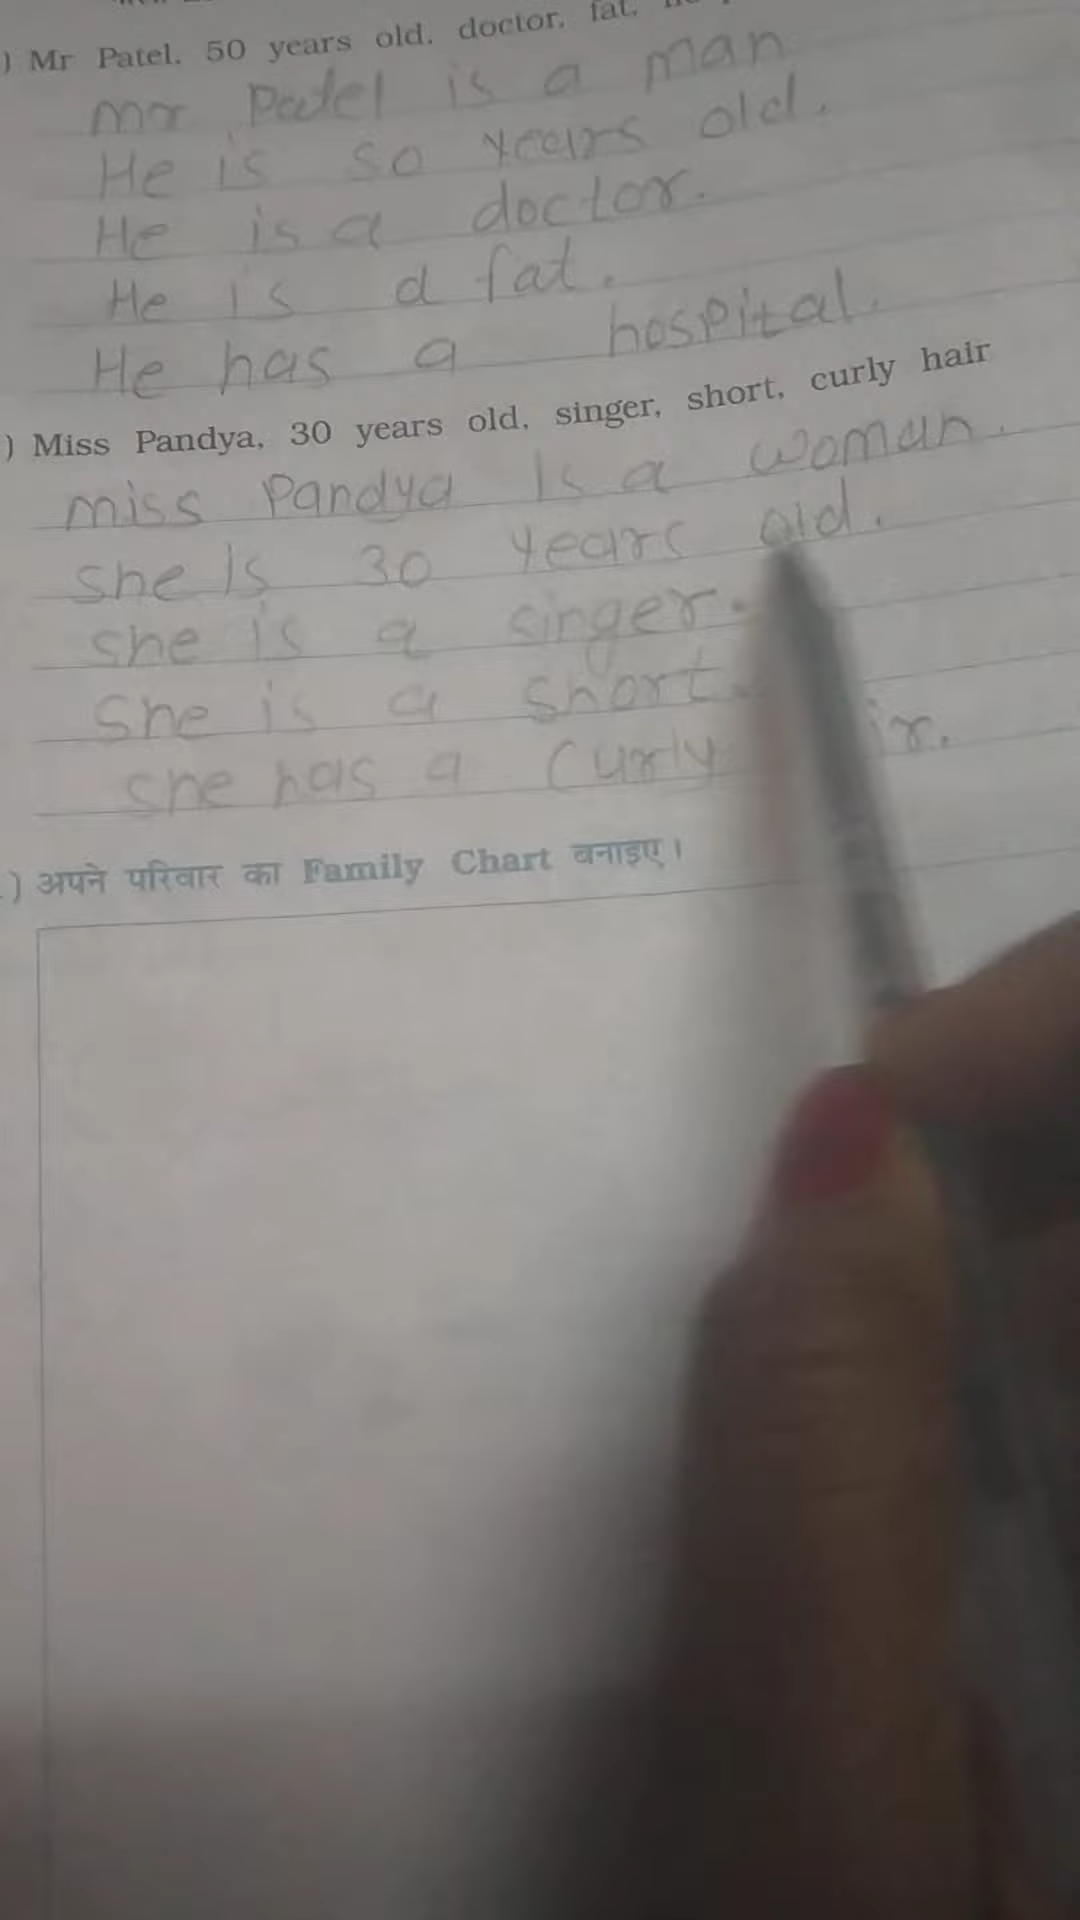 ) Mr Patel, 50 years old, doctor, fat,
mr Patel is a man
He is so years old.
He is a doctor.
He is a fat.
He has a hospital.
) Miss Pandya, 30 years old, singer, short, curly hair
miss Pandya Is a woman.
she Is 30 years old.
she is a singer.
she is a short.
she has a curly ir.
) अपने परिवार का Family Chart बनाइए।